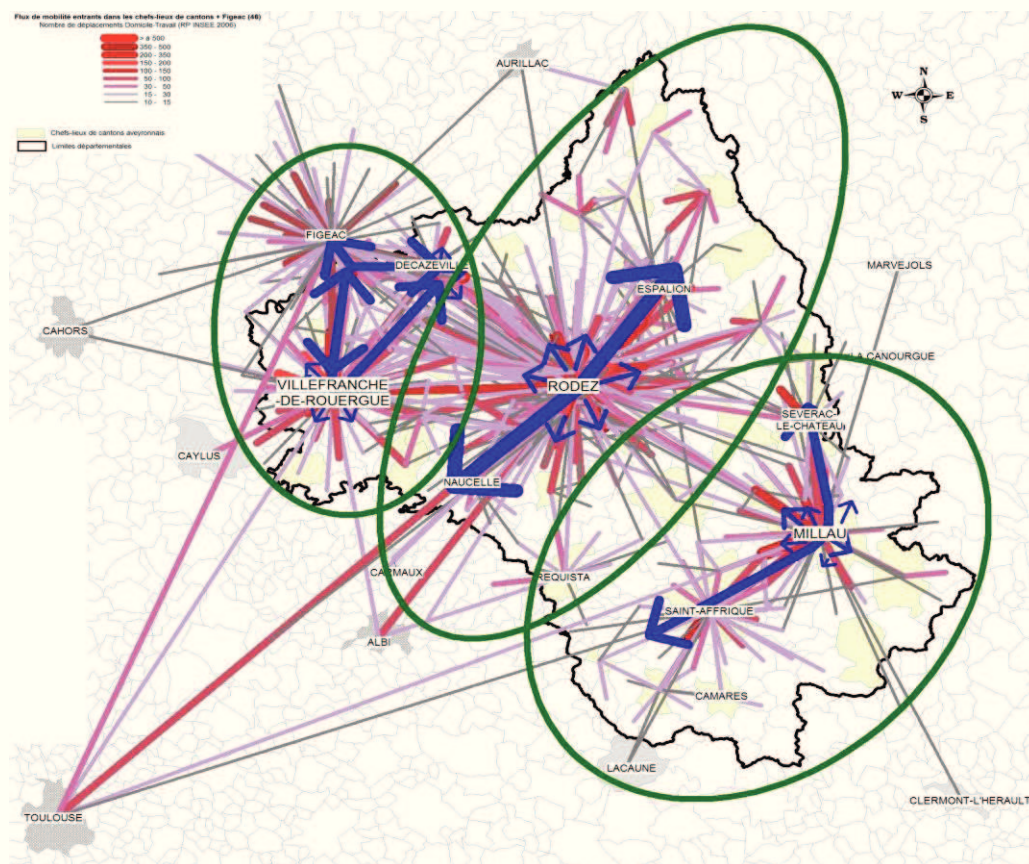 Flux de mobilité entrants dans les chefs-lieux de cantons + Figeac (46)
Nombre de déplacements Domicile Travail (RP INSEE 2006)
> à 500
350 - 500
200 - 350
150 - 200
100 - 150
50 - 100
30 - 50
15 - 30
10 - 15
Chefs-lieux de cantons aveyronnais
Limites départementales
N
W E
S
AURILLAC
FIGEAC
DECAZEVILLE
MARVEJOLS
ESPALION
CAHORS
LA CANOURGUE
VILLEFRANCHE
-DE-ROUERGUE
RODEZ
SEVERAC-
LE-CHATEAU
CAYLUS
NAUCELLE
MILLAU
CARMAUX
REQUISTA
SAINT-AFFRIQUE
ALBI
CAMARES
LACAUNE
CLERMONT-L'HERAULT
TOULOUSE